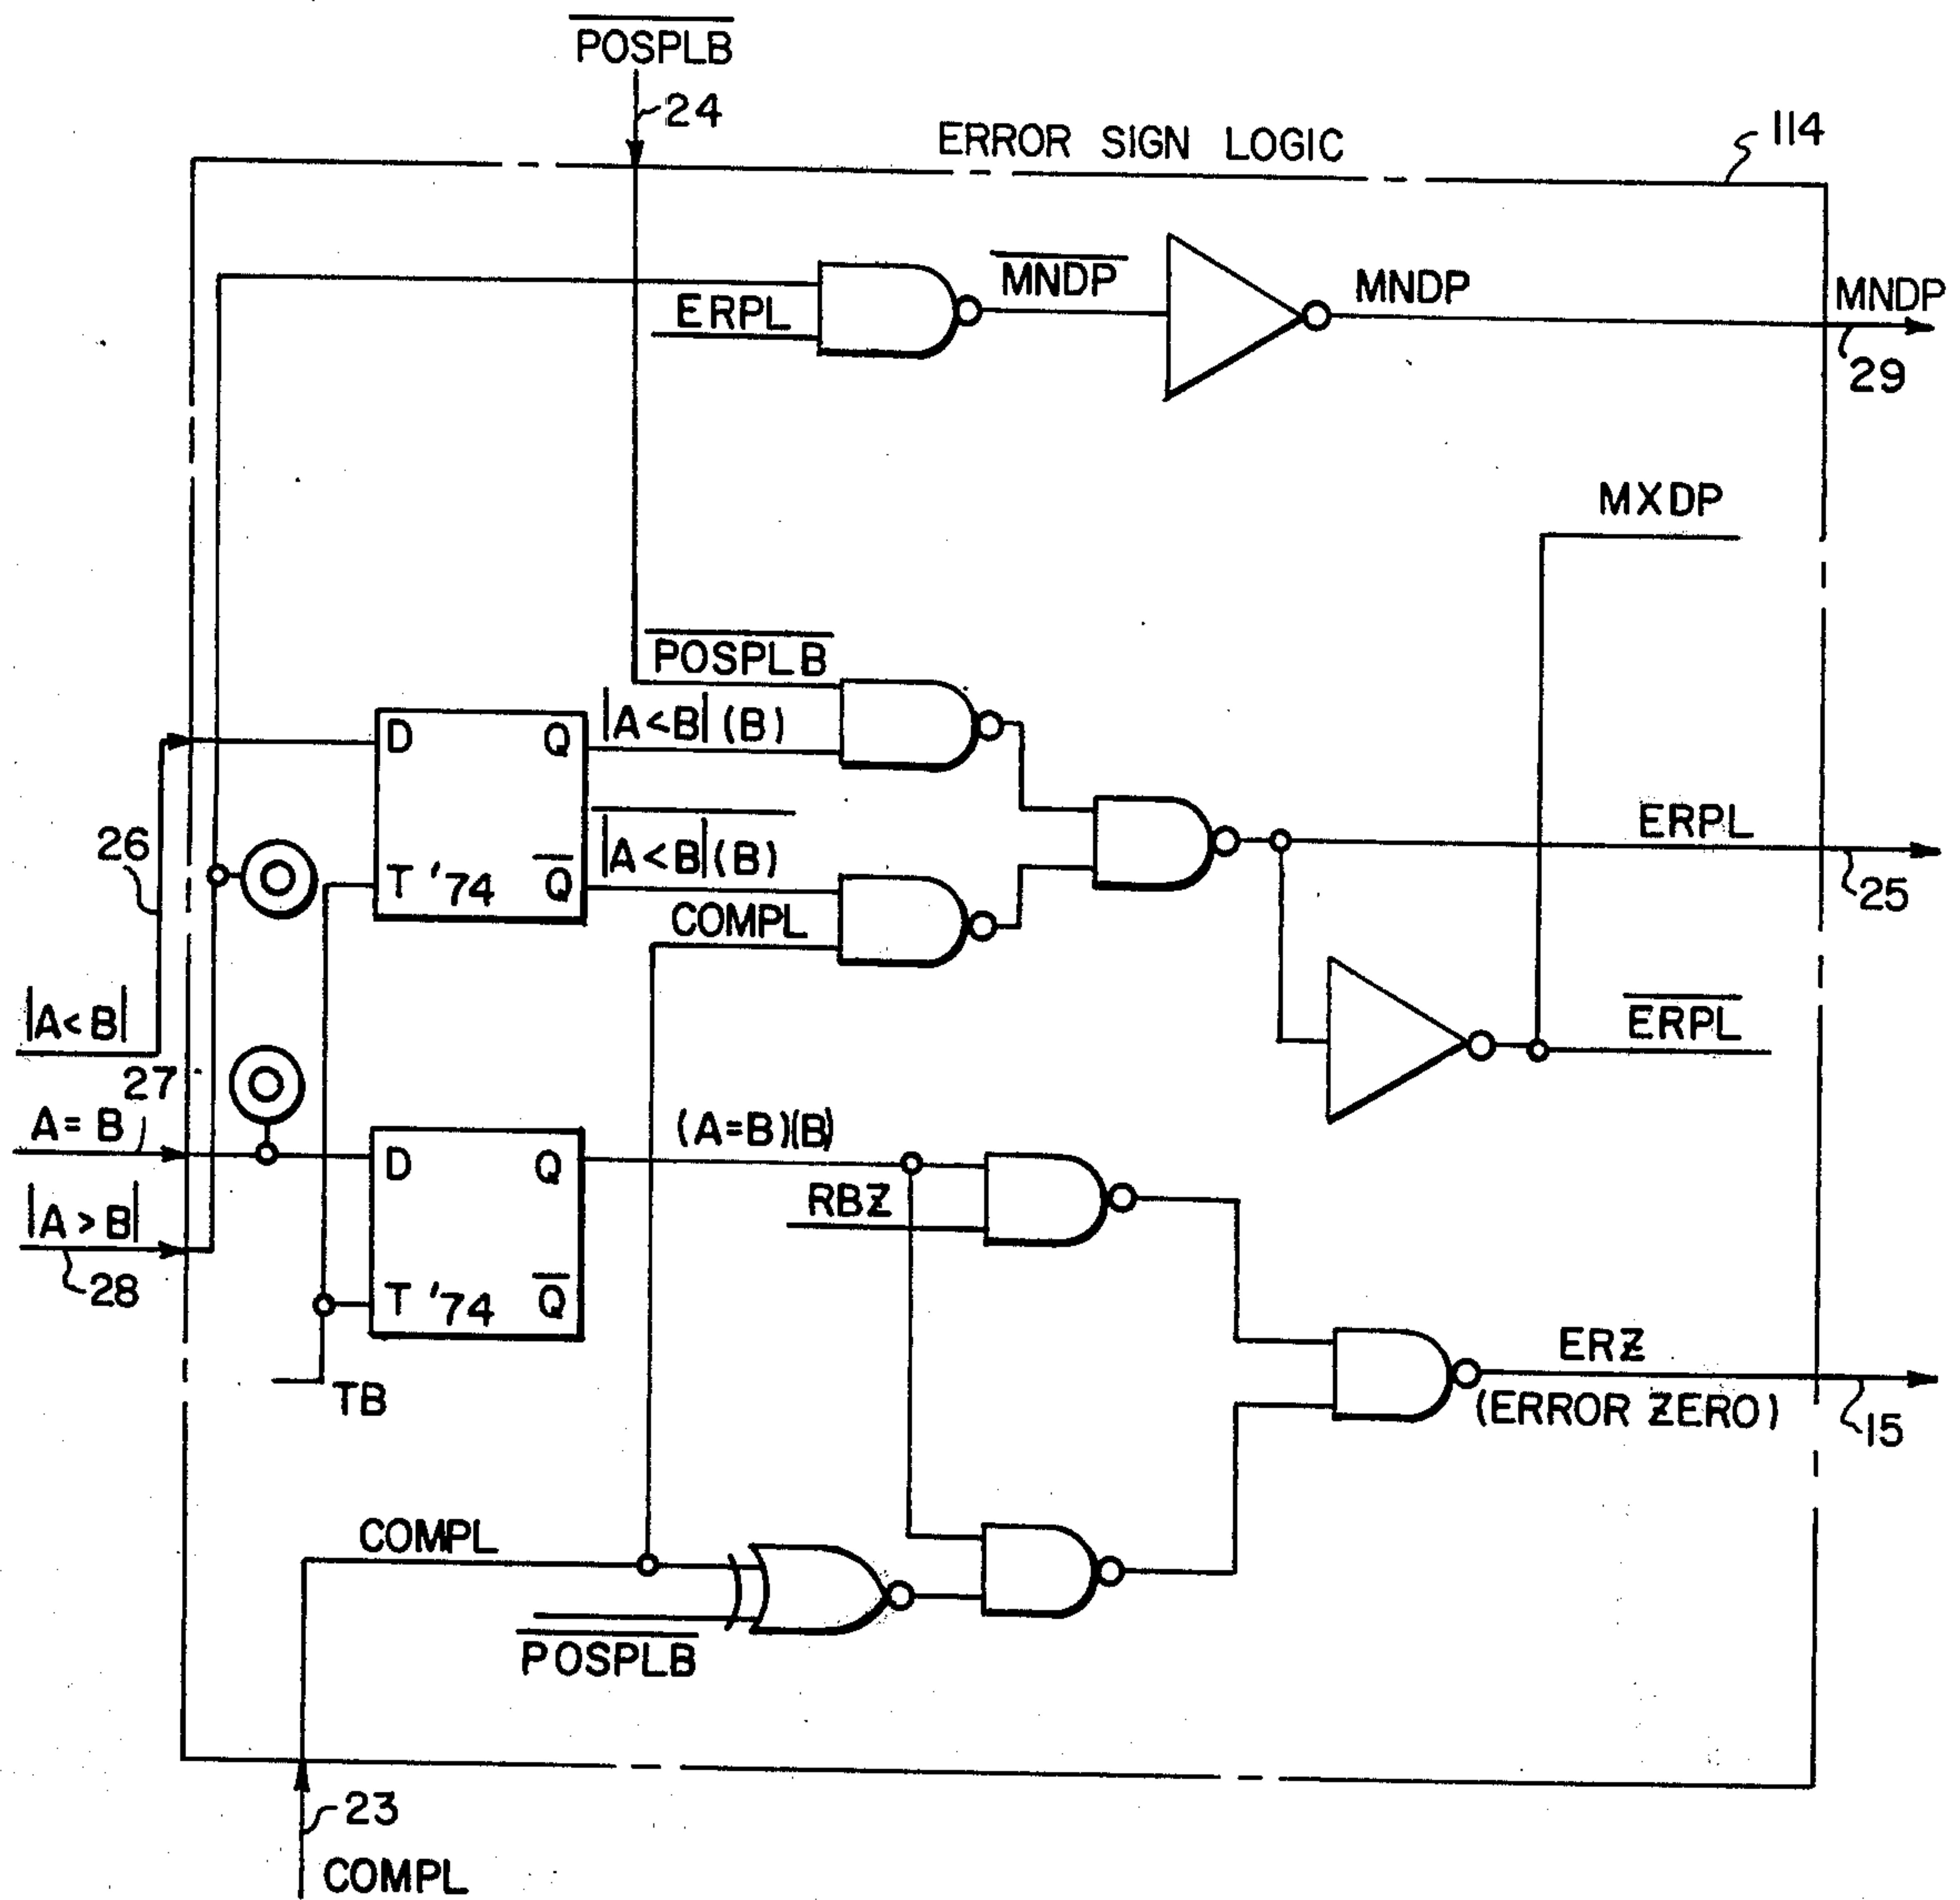 POSPLB
24
ERROR SIGN LOGIC
114
MNDP
MNDP
MNDP
ERPL
29
MXDP
POSPLB
|A<B| (B)
D Q
26
|A<B| (B)
ERPL
T '74 Q
COMPL
25
|A<B|
ERPL
27
A=B
(A=B)(B)
D Q
RBZ
|A>B|
28
T '74 Q
ERZ
TB
(ERROR ZERO)
15
COMPL
POSPLB
23
COMPL